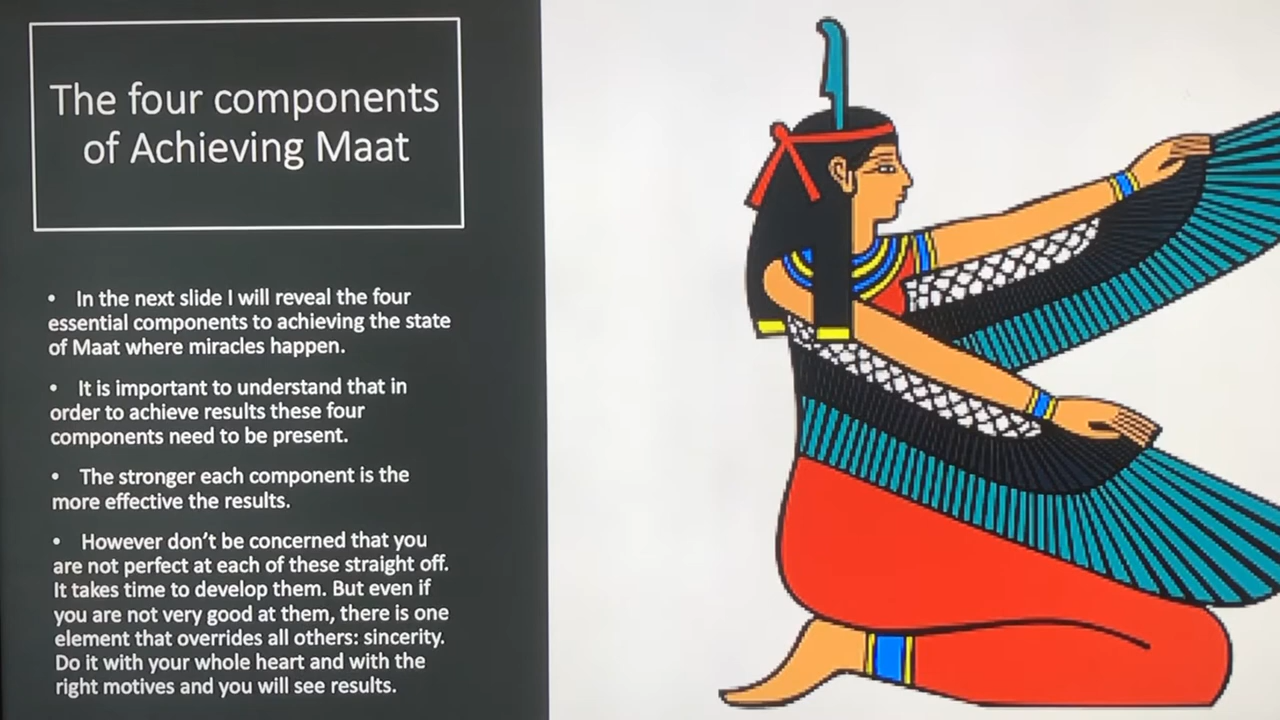 The four components
of Achieving Maat
• In the next slide I will reveal the four
essential components to achieving the state
of Maat where miracles happen.
• It is important to understand that in
order to achieve results these four
components need to be present.
• The stronger each component is the
more effective the results.
• However don't be concerned that you
are not perfect at each of these straight off.
It takes time to develop them. But even if
you are not very good at them, there is one
element that overrides all others: sincerity.
Do it with your whole heart and with the
right motives and you will see results.